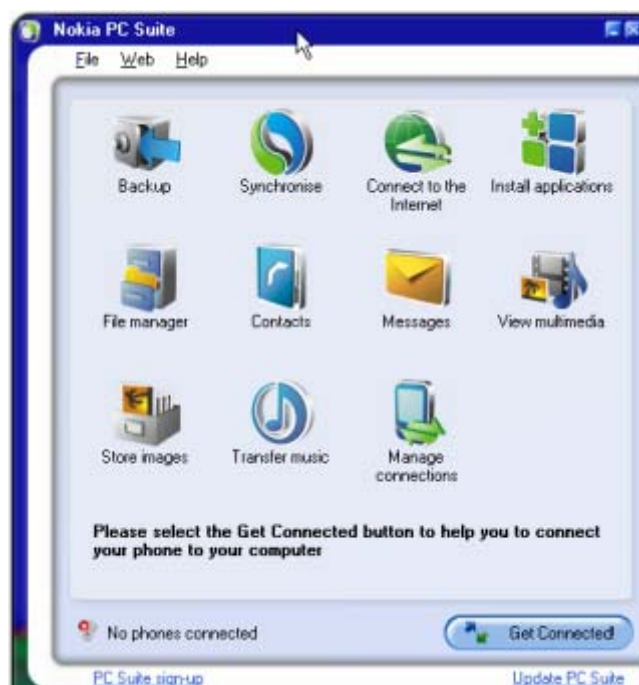 Nokia PC Suite
File Web Help
Backup Synchronise Connect to the Install applications
Internet
File manager Contacts Messages View multimedia
Store images Transfer music Manage
connections
Please select the Get Connected button to help you to connect
your phone to your computer
No phones connected Get Connected!
PC Suite sign-up Update PC Suite